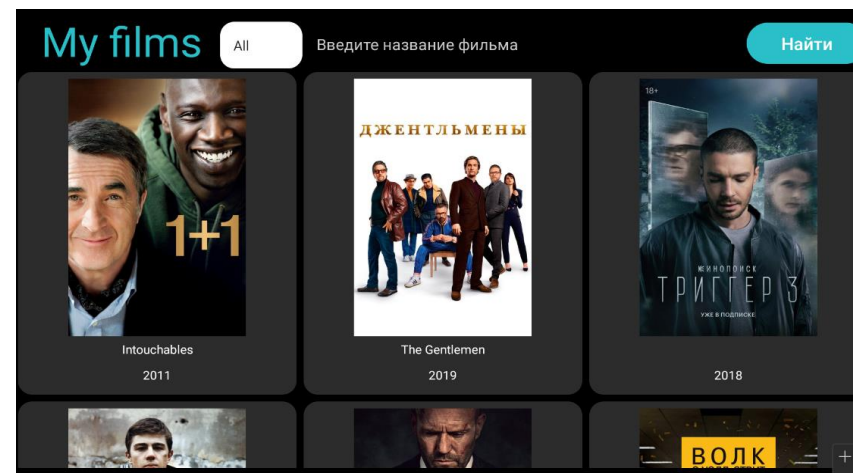 My films
All
Введите название фильма
Найти
1+1
ДЖЕНТЛЬМЕНЫ
18+
КИНОПОИСК
ТРИГГЕР 3
УЖЕ В ПОДПИСКЕ
Intouchables
The Gentlemen
2011
2019
2018
ВОЛК
+